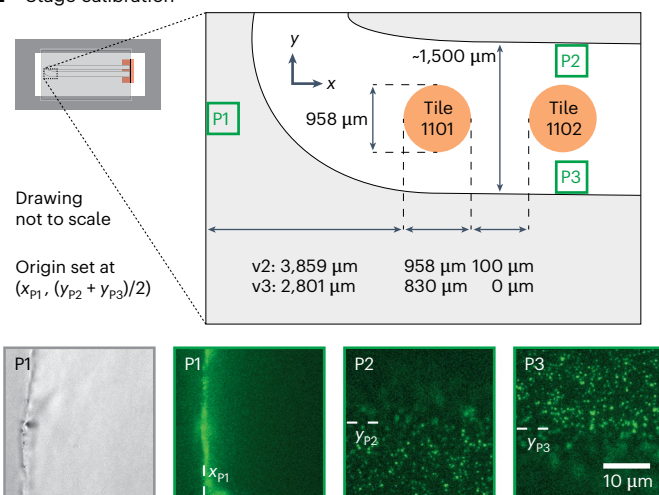 Stage calibration
y
x
~1,500 µm
P2
P1
958 µm
Tile
1101
Tile
1102
P3
Drawing
not to scale
Origin set at
(xP1, (yP2 + yP3)/2)
v2: 3,859 µm 958 µm 100 µm
v3: 2,801 µm 830 µm 0 µm
P1
P1
P2
P3
xP1
yP2
yP3
10 µm